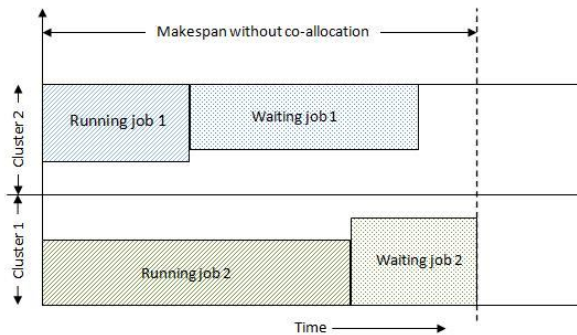 Makespan without co-allocation
Cluster 2
Running job 1
Waiting job 1
Cluster 1
Running job 2
Waiting job 2
Time